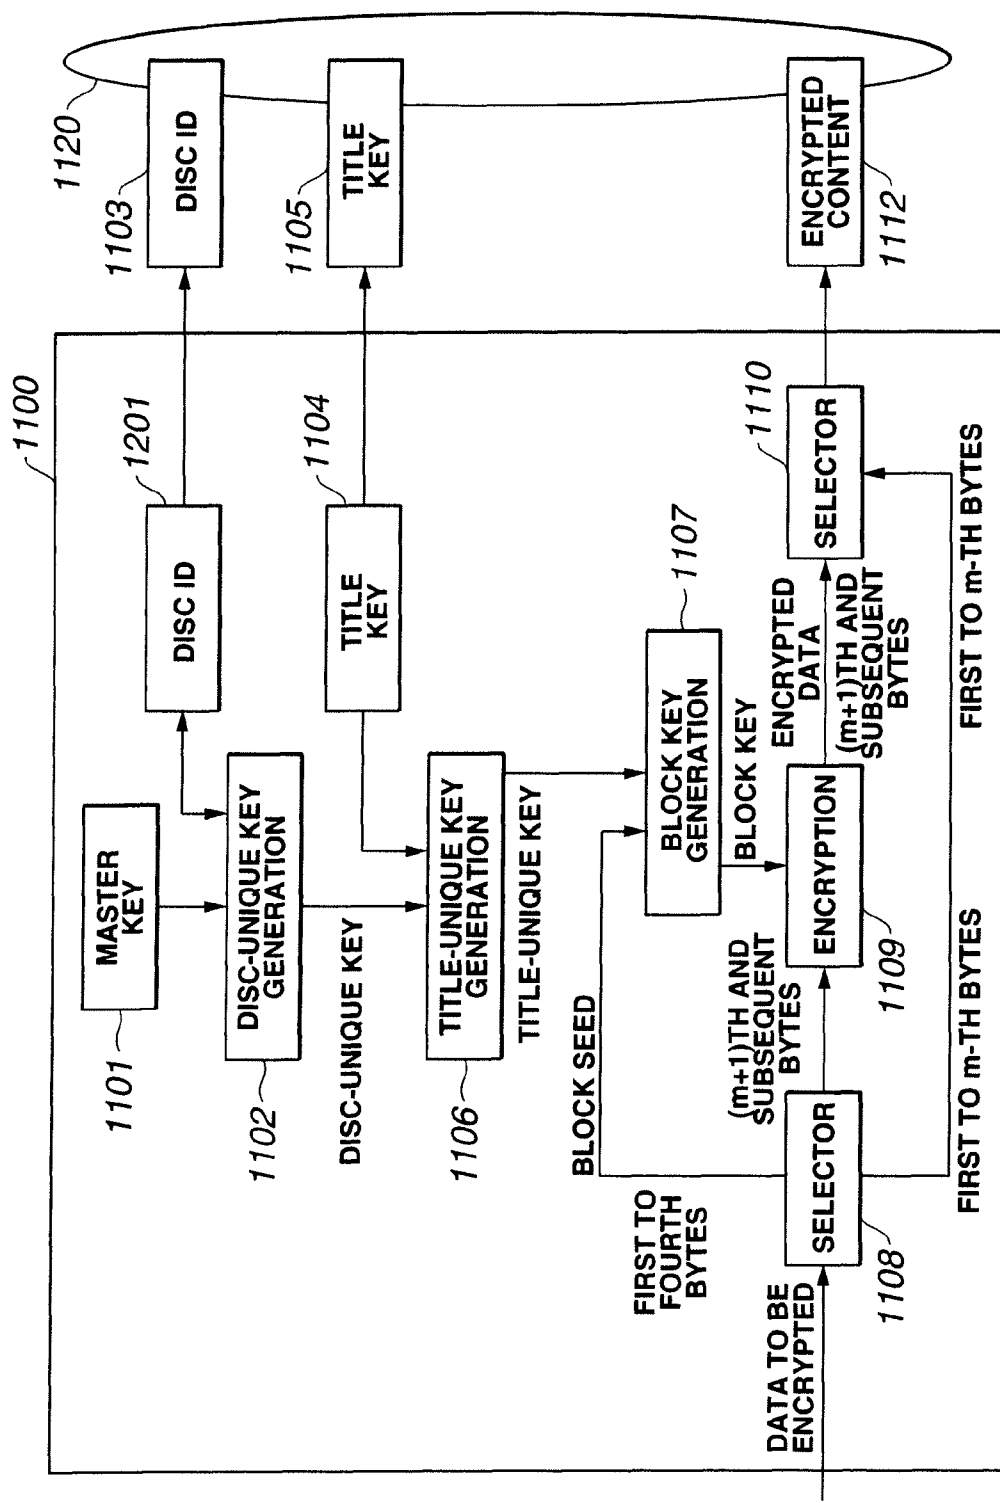 1100
1120
MASTER
KEY
1101
DISC ID
1201
DISC ID
1103
DISC-UNIQUE KEY
GENERATION
1102
DISC-UNIQUE KEY
TITLE
KEY
1104
TITLE
KEY
1105
TITLE-UNIQUE KEY
GENERATION
1106
TITLE-UNIQUE KEY
BLOCK SEED
FIRST TO
FOURTH
BYTES
BLOCK KEY
GENERATION
1107
BLOCK KEY
DATA TO BE
ENCRYPTED
SELECTOR
1108
(m+1)TH AND
SUBSEQUENT
BYTES
ENCRYPTION
1109
ENCRYPTED
DATA
(m+1)TH AND
SUBSEQUENT
BYTES
SELECTOR
1110
ENCRYPTED
CONTENT
1112
FIRST TO m-TH BYTES
FIRST TO m-TH BYTES